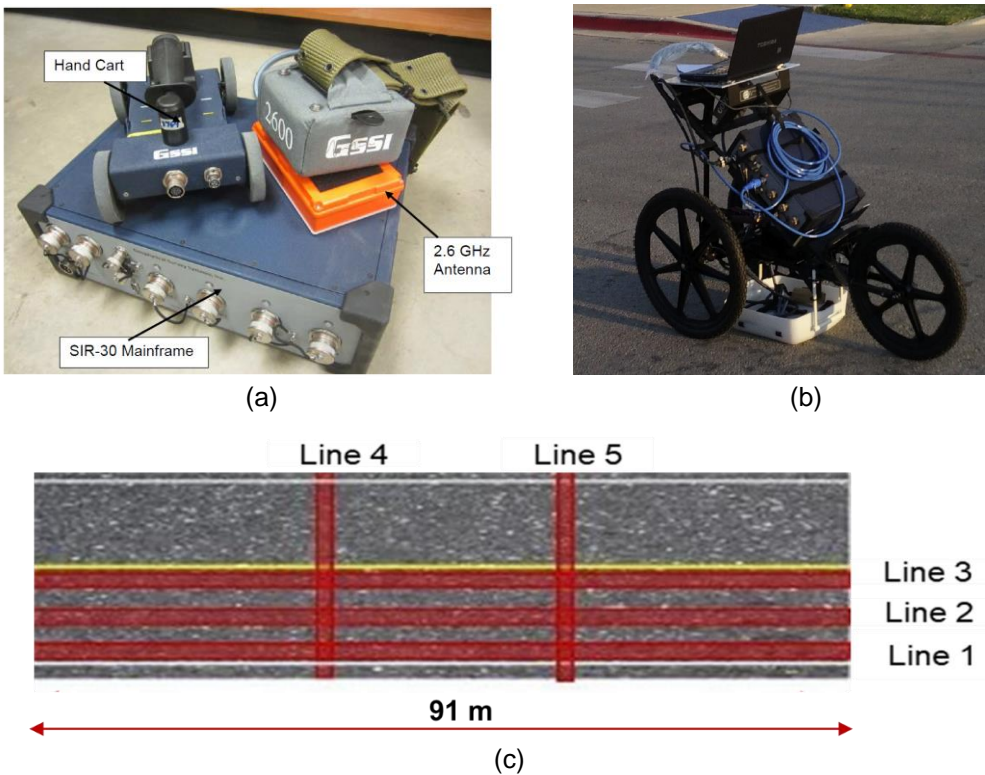 Hand Cart
GSSI
2600
GSSI
2.6 GHz
Antenna
SIR-30 Mainframe
(a)
TOSHIBA
(b)
Line 4
Line 5
Line 3
Line 2
Line 1
91 m
(c)